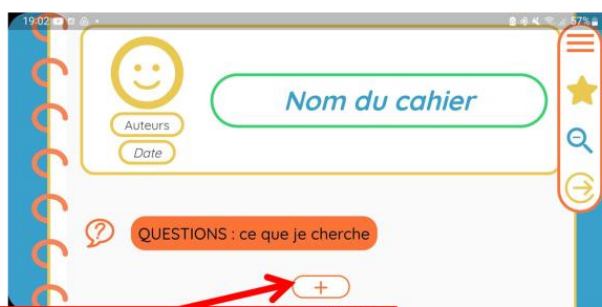 19:02
57%
Nom du cahier
Auteurs
Date
QUESTIONS : ce que je cherche
+